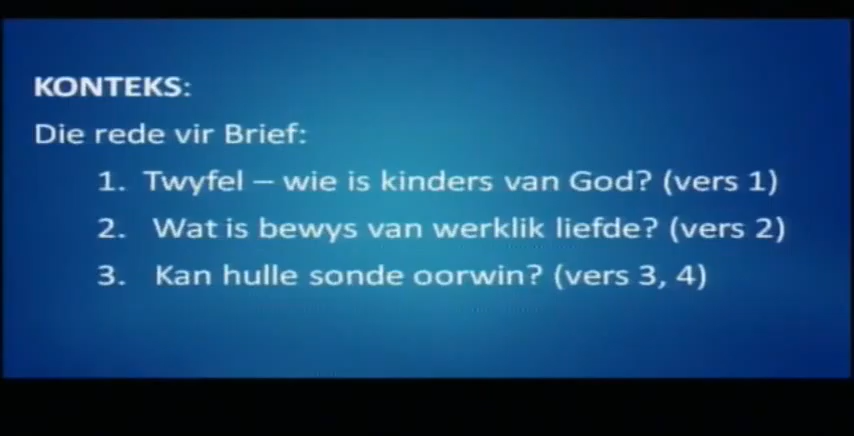 KONTEKS:
Die rede vir Brief:
1. Twyfel – wie is kinders van God? (vers 1)
2. Wat is bewys van werklik liefde? (vers 2)
3. Kan hulle sonde oorwin? (vers 3, 4)